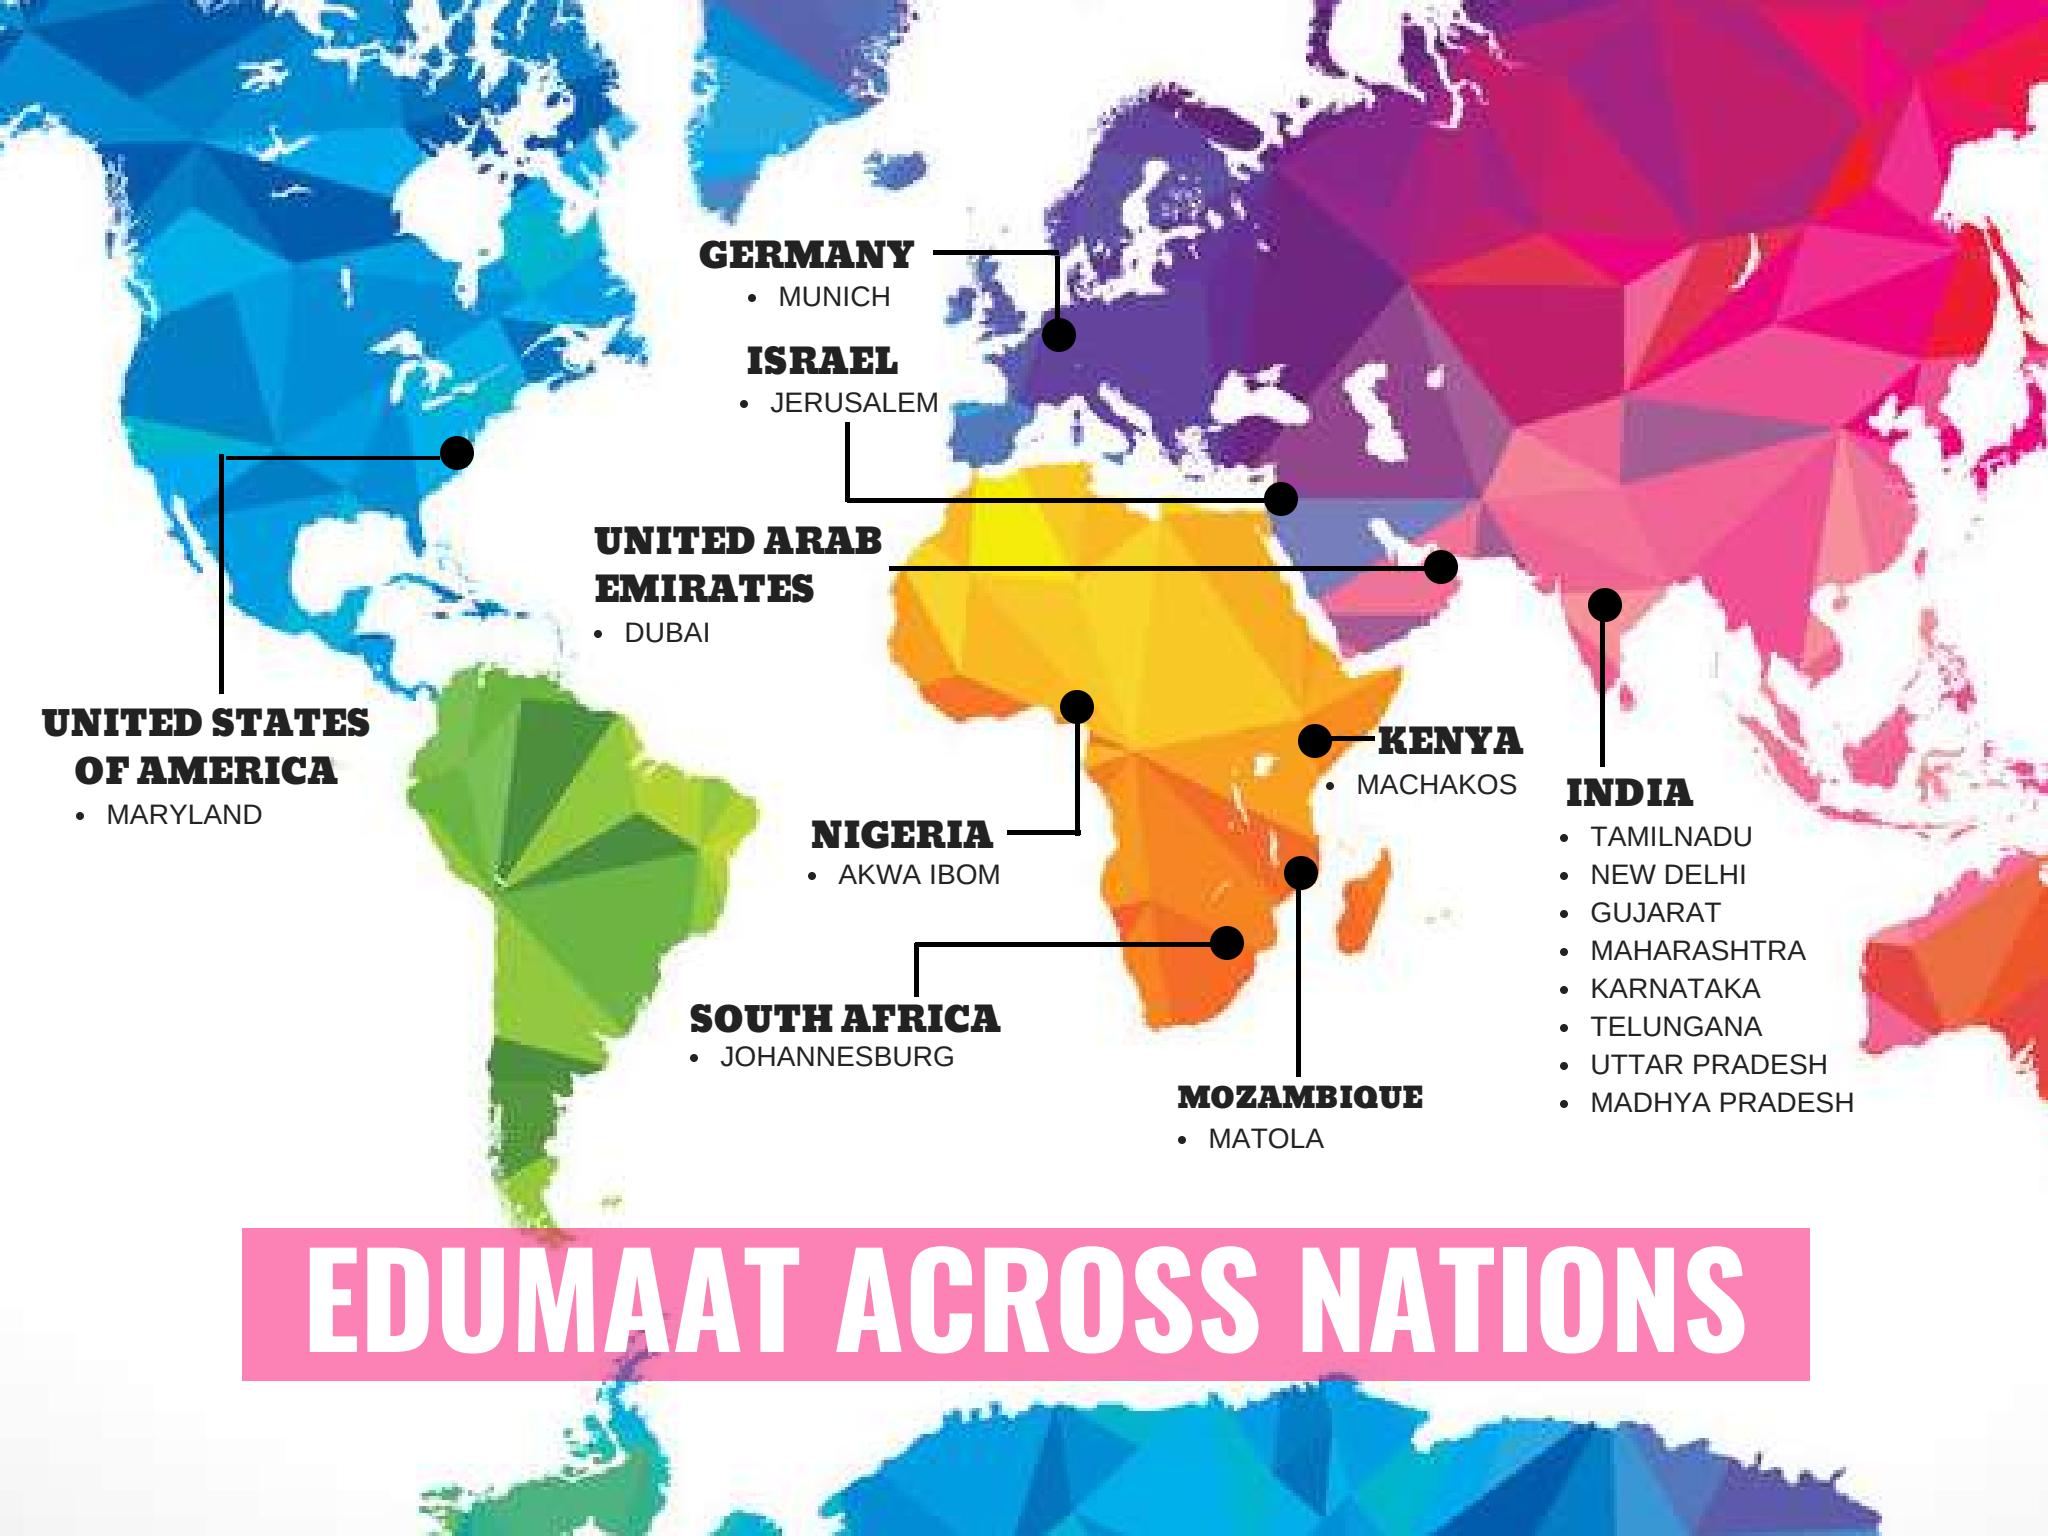 GERMANY
• MUNICH
ISRAEL
• JERUSALEM
UNITED ARAB
EMIRATES
• DUBAI
UNITED STATES
OF AMERICA
• MARYLAND
NIGERIA
• AKWA IBOM
KENYA
• MACHAKOS
SOUTH AFRICA
• JOHANNESBURG
MOZAMBIQUE
• MATOLA
INDIA
• TAMILNADU
• NEW DELHI
• GUJARAT
• MAHARASHTRA
• KARNATAKA
• TELUNGANA
• UTTAR PRADESH
• MADHYA PRADESH
EDUMAAT ACROSS NATIONS